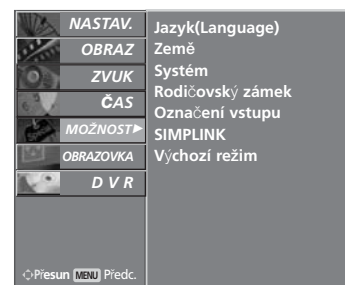 NASTAV.
OBRAZ
ZVUK
ČAS
MOŽNOST
OBRAZOVKA
D V R
Jazyk(Language)
Země
Systém
Rodičovský zámek
Označení vstupu
SIMPLINK
Výchozí režim
Přesun MENU Předc.